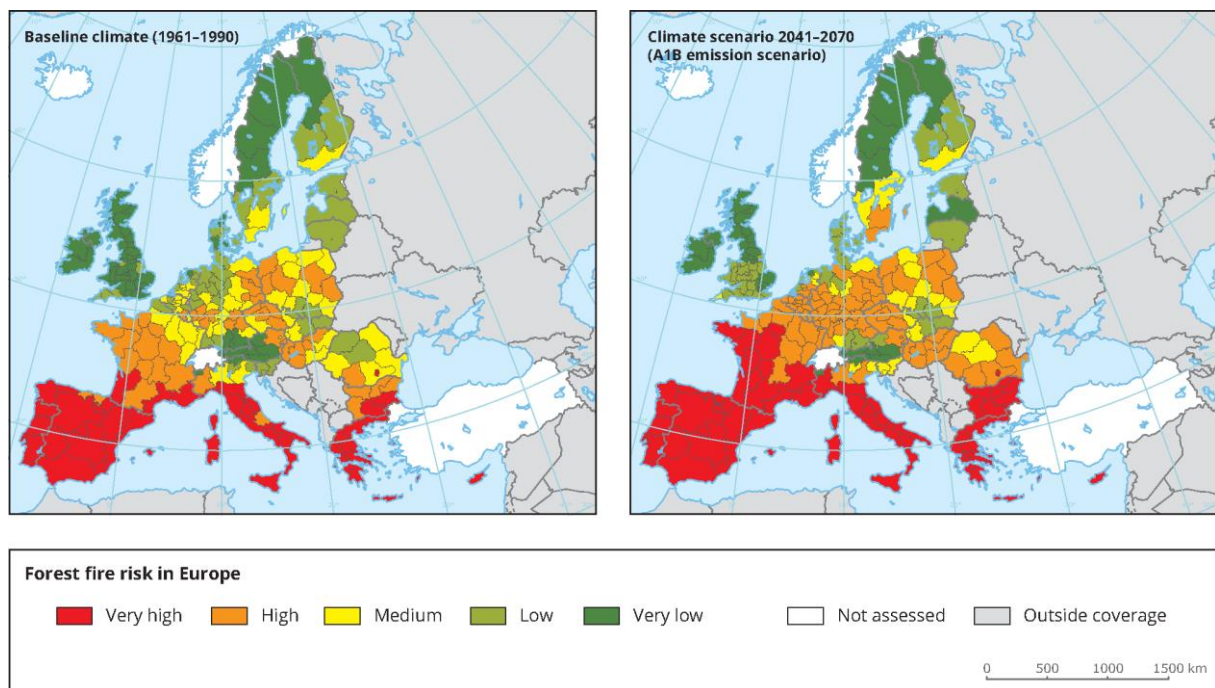 Baseline climate (1961–1990)
Climate scenario 2041–2070
(A1B emission scenario)
Forest fire risk in Europe
Very high
High
Medium
Low
Very low
Not assessed
Outside coverage
0 500 1000 1500 km